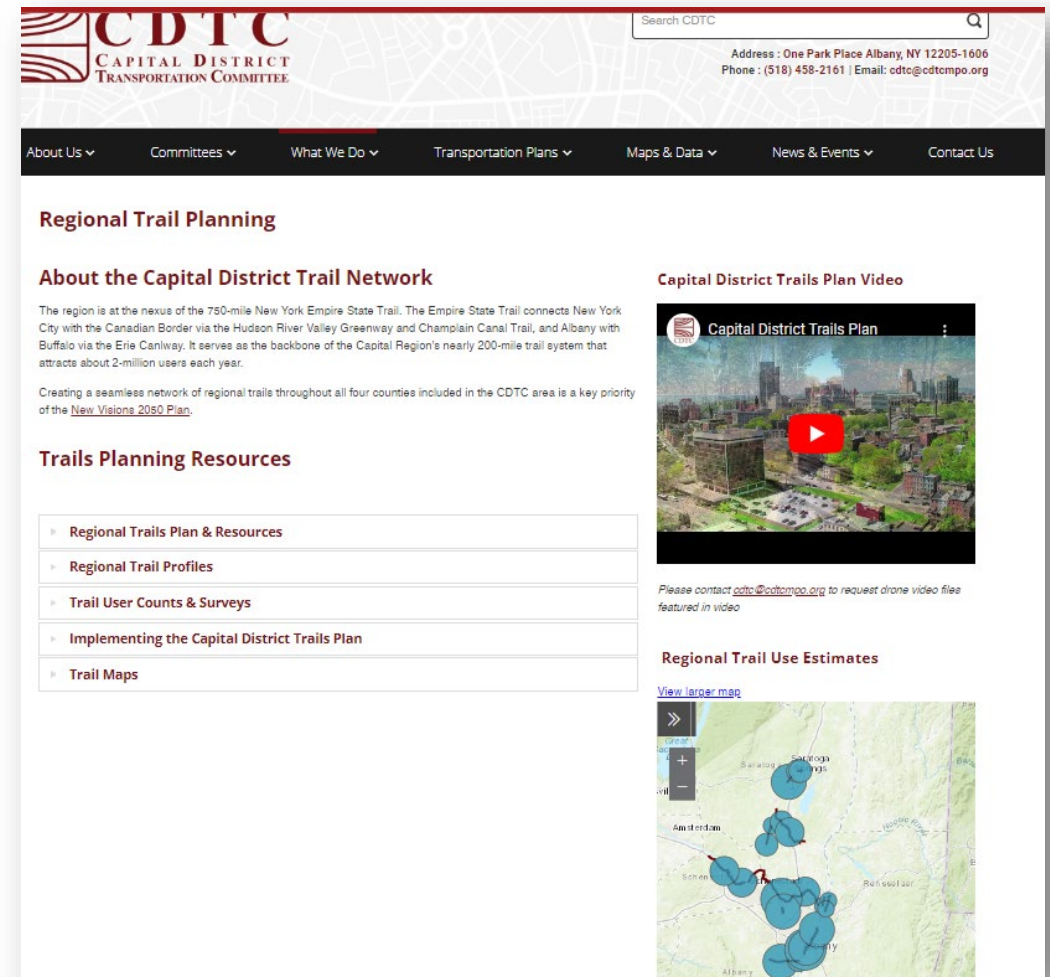 CDTC
CAPITAL DISTRICT
TRANSPORTATION COMMITTEE
Search CDTC
Address : One Park Place Albany, NY 12205-1606
Phone : (518) 458-2161 | Email: cdtc@cdtcmpo.org
About Us
Committees
What We Do
Transportation Plans
Maps & Data
News & Events
Contact Us
Regional Trail Planning
About the Capital District Trail Network
The region is at the nexus of the 750-mile New York Empire State Trail. The Empire State Trail connects New York
City with the Canadian Border via the Hudson River Valley Greenway and Champlain Canal Trail, and Albany with
Buffalo via the Erie Canlway. It serves as the backbone of the Capital Region's nearly 200-mile trail system that
attracts about 2-million users each year.
Creating a seamless network of regional trails throughout all four counties included in the CDTC area is a key priority
of the New Visions 2050 Plan.
Trails Planning Resources
Regional Trails Plan & Resources
Regional Trail Profiles
Trail User Counts & Surveys
Implementing the Capital District Trails Plan
Trail Maps
Capital District Trails Plan Video
CDTC
Capital District Trails Plan
Please contact cdtc@cdtcmpo.org to request drone video files
featured in video
Regional Trail Use Estimates
View larger map
Great
Saratoga
Amsterdam
Hoosic River
Rensselaer
Albany